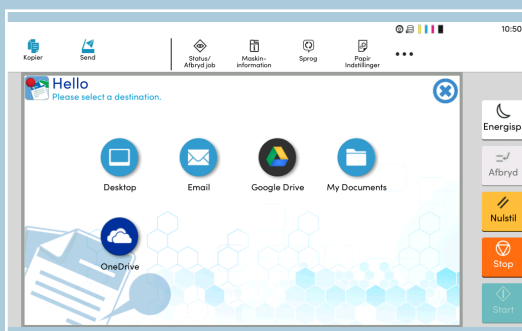 10:50
Kopier
Send
Status/
Afbryd job
Maskin-
information
Sprog
Papir
Indstillinger
Hello
Please select a destination.
Desktop
Email
Google Drive
My Documents
OneDrive
Energisp
Afbryd
Nulstil
Stop
Start